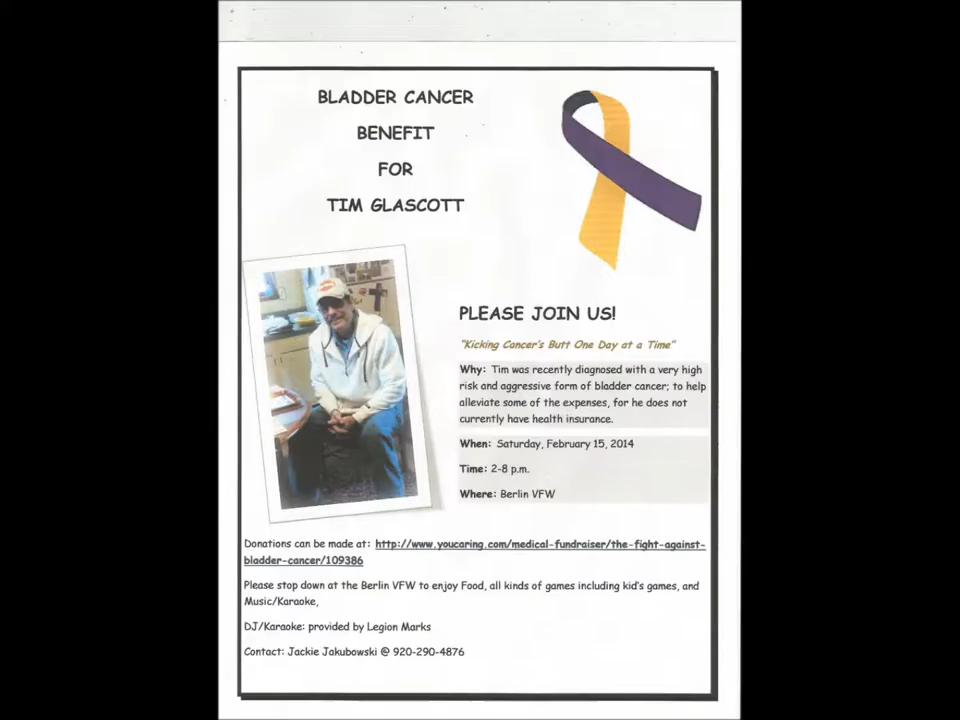 BLADDER CANCER
BENEFIT
FOR
TIM GLASCOTT
PLEASE JOIN US!
"Kicking Cancer's Butt One Day at a Time"
Why: Tim was recently diagnosed with a very high
risk and aggressive form of bladder cancer; to help
alleviate some of the expenses, for he does not
currently have health insurance.
When: Saturday, February 15, 2014
Time: 2-8 p.m.
Where: Berlin VFW
Donations can be made at: http://www.youcaring.com/medical-fundraiser/the-fight-against-
bladder-cancer/109386
Please stop down at the Berlin VFW to enjoy Food, all kinds of games including kid's games, and
Music/Karaoke,
DJ/Karaoke: provided by Legion Marks
Contact: Jackie Jakubowski @ 920-290-4876